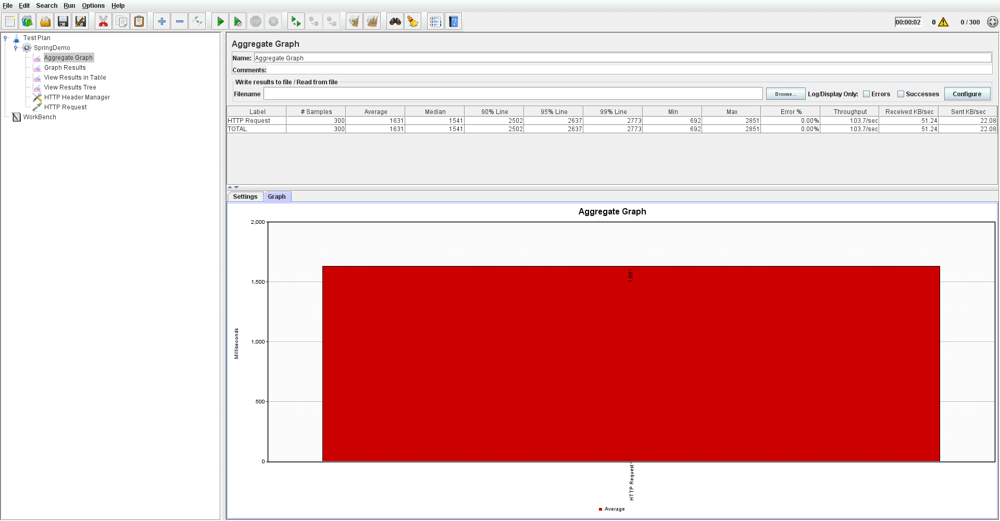 File Edit Search Run Options Help
00:00:02 0 0 / 300
Test Plan
SpringDemo
Aggregate Graph
Graph Results
View Results in Table
View Results Tree
HTTP Header Manager
HTTP Request
WorkBench
Aggregate Graph
Name: Aggregate Graph
Comments:
Write results to file / Read from file
Filename Browse... Log/Display Only: Errors Successes Configure
Label # Samples Average Median 90% Line 95% Line 99% Line Min Max Error % Throughput Received KB/sec Sent KB/sec
HTTP Request 300 1631 1541 2502 2637 2773 692 2851 0.00% 103.7/sec 51.24 22.08
TOTAL 300 1631 1541 2502 2637 2773 692 2851 0.00% 103.7/sec 51.24 22.08
Settings Graph
Aggregate Graph
2,000
1,500
1,000
500
0
Milliseconds
1,631
HTTP Request
Average